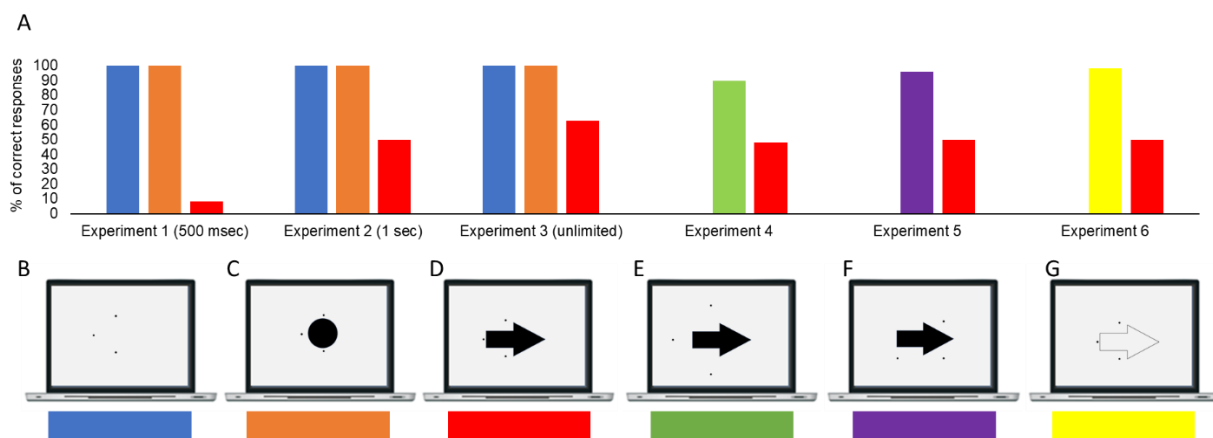 A
% of correct responses
100
90
80
70
60
50
40
30
20
10
0
Experiment 1 (500 msec)
Experiment 2 (1 sec)
Experiment 3 (unlimited)
Experiment 4
Experiment 5
Experiment 6
B
C
D
E
F
G